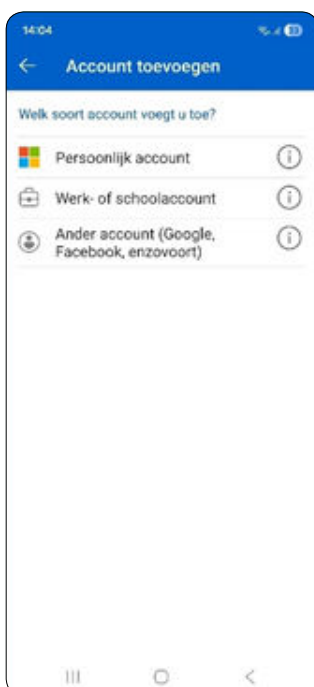 14:04
Account toevoegen
Welk soort account voegt u toe?
Persoonlijk account
Werk- of schoolaccount
Ander account (Google,
Facebook, enzovoort)